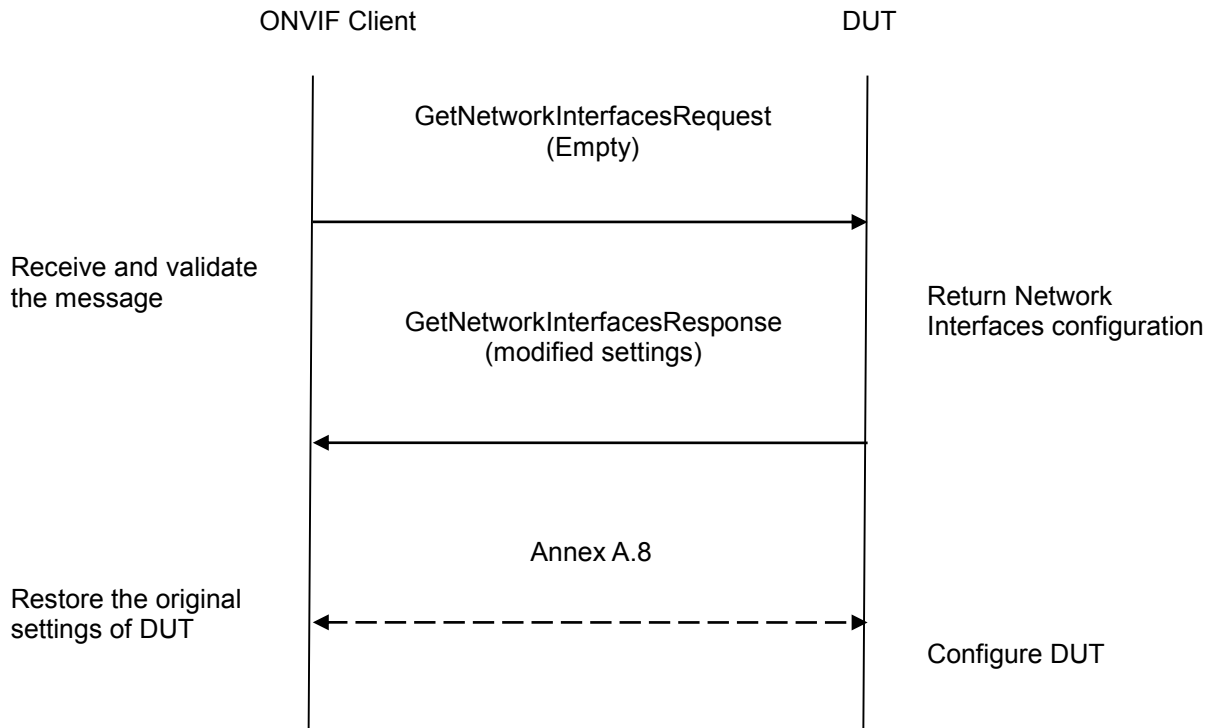 ONVIF Client
DUT
GetNetworkInterfacesRequest
(Empty)
Receive and validate
the message
Return Network
Interfaces configuration
GetNetworkInterfacesResponse
(modified settings)
Annex A.8
Restore the original
settings of DUT
Configure DUT